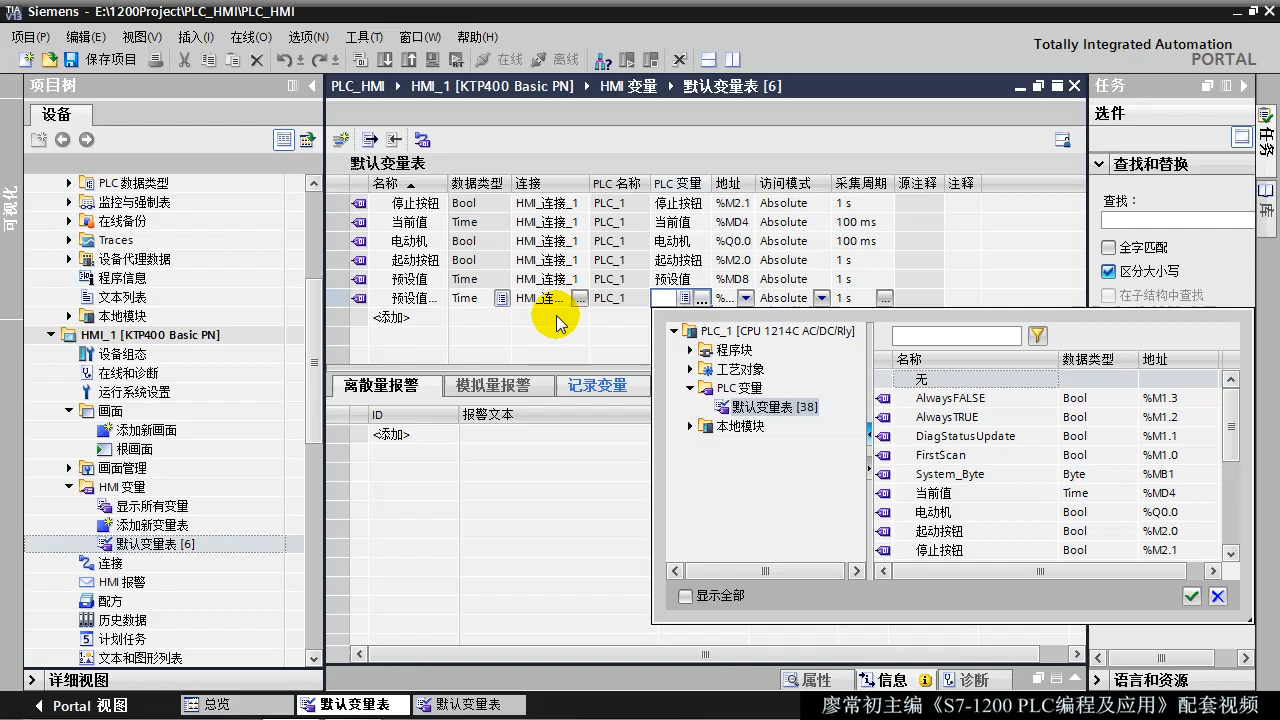 Siemens - E:\1200Project\PLC_HMI\PLC_HMI
项目(P) 编辑(E) 视图(V) 插入(I) 在线(O) 选项(N) 工具(T) 窗口(W) 帮助(H)
Totally Integrated Automation
PORTAL
保存项目 在线 离线
项目树
PLC_HMI HMI_1 [KTP400 Basic PN] HMI 变量 默认变量表 [6]
任务
设备
选件
可视化
任务
库
默认变量表
查找和替换
名称 数据类型 连接 PLC 名称 PLC 变量 地址 访问模式 采集周期 源注释 注释
停止按钮 Bool HMI_连接_1 PLC_1 停止按钮 %M2.1 Absolute 1 s
当前值 Time HMI_连接_1 PLC_1 当前值 %MD4 Absolute 100 ms
电动机 Bool HMI_连接_1 PLC_1 电动机 %Q0.0 Absolute 100 ms
起动按钮 Bool HMI_连接_1 PLC_1 起动按钮 %M2.0 Absolute 1 s
预设值 Time HMI_连接_1 PLC_1 预设值 %MD8 Absolute 1 s
预设值... Time HMI_连... PLC_1 %... Absolute 1 s
<添加>
查找：
全字匹配
区分大小写
在子结构中查找
PLC 数据类型
监控与强制表
在线备份
Traces
设备代理数据
程序信息
文本列表
本地模块
HMI_1 [KTP400 Basic PN]
设备组态
在线和诊断
运行系统设置
画面
添加新画面
根画面
画面管理
HMI 变量
显示所有变量
添加新变量表
默认变量表 [6]
连接
HMI 报警
配方
历史数据
计划任务
文本和图形列表
离散量报警 模拟量报警 记录变量
ID 报警文本
<添加>
PLC_1 [CPU 1214C AC/DC/Rly]
程序块
工艺对象
PLC 变量
默认变量表 [38]
本地模块
名称 数据类型 地址
无
AlwaysFALSE Bool %M1.3
AlwaysTRUE Bool %M1.2
DiagStatusUpdate Bool %M1.1
FirstScan Bool %M1.0
System_Byte Byte %MB1
当前值 Time %MD4
电动机 Bool %Q0.0
起动按钮 Bool %M2.0
停止按钮 Bool %M2.1
显示全部
详细视图
属性 信息 诊断
语言和资源
Portal 视图 总览 默认变量表 默认变量表
廖常初主编《S7-1200 PLC编程及应用》配套视频